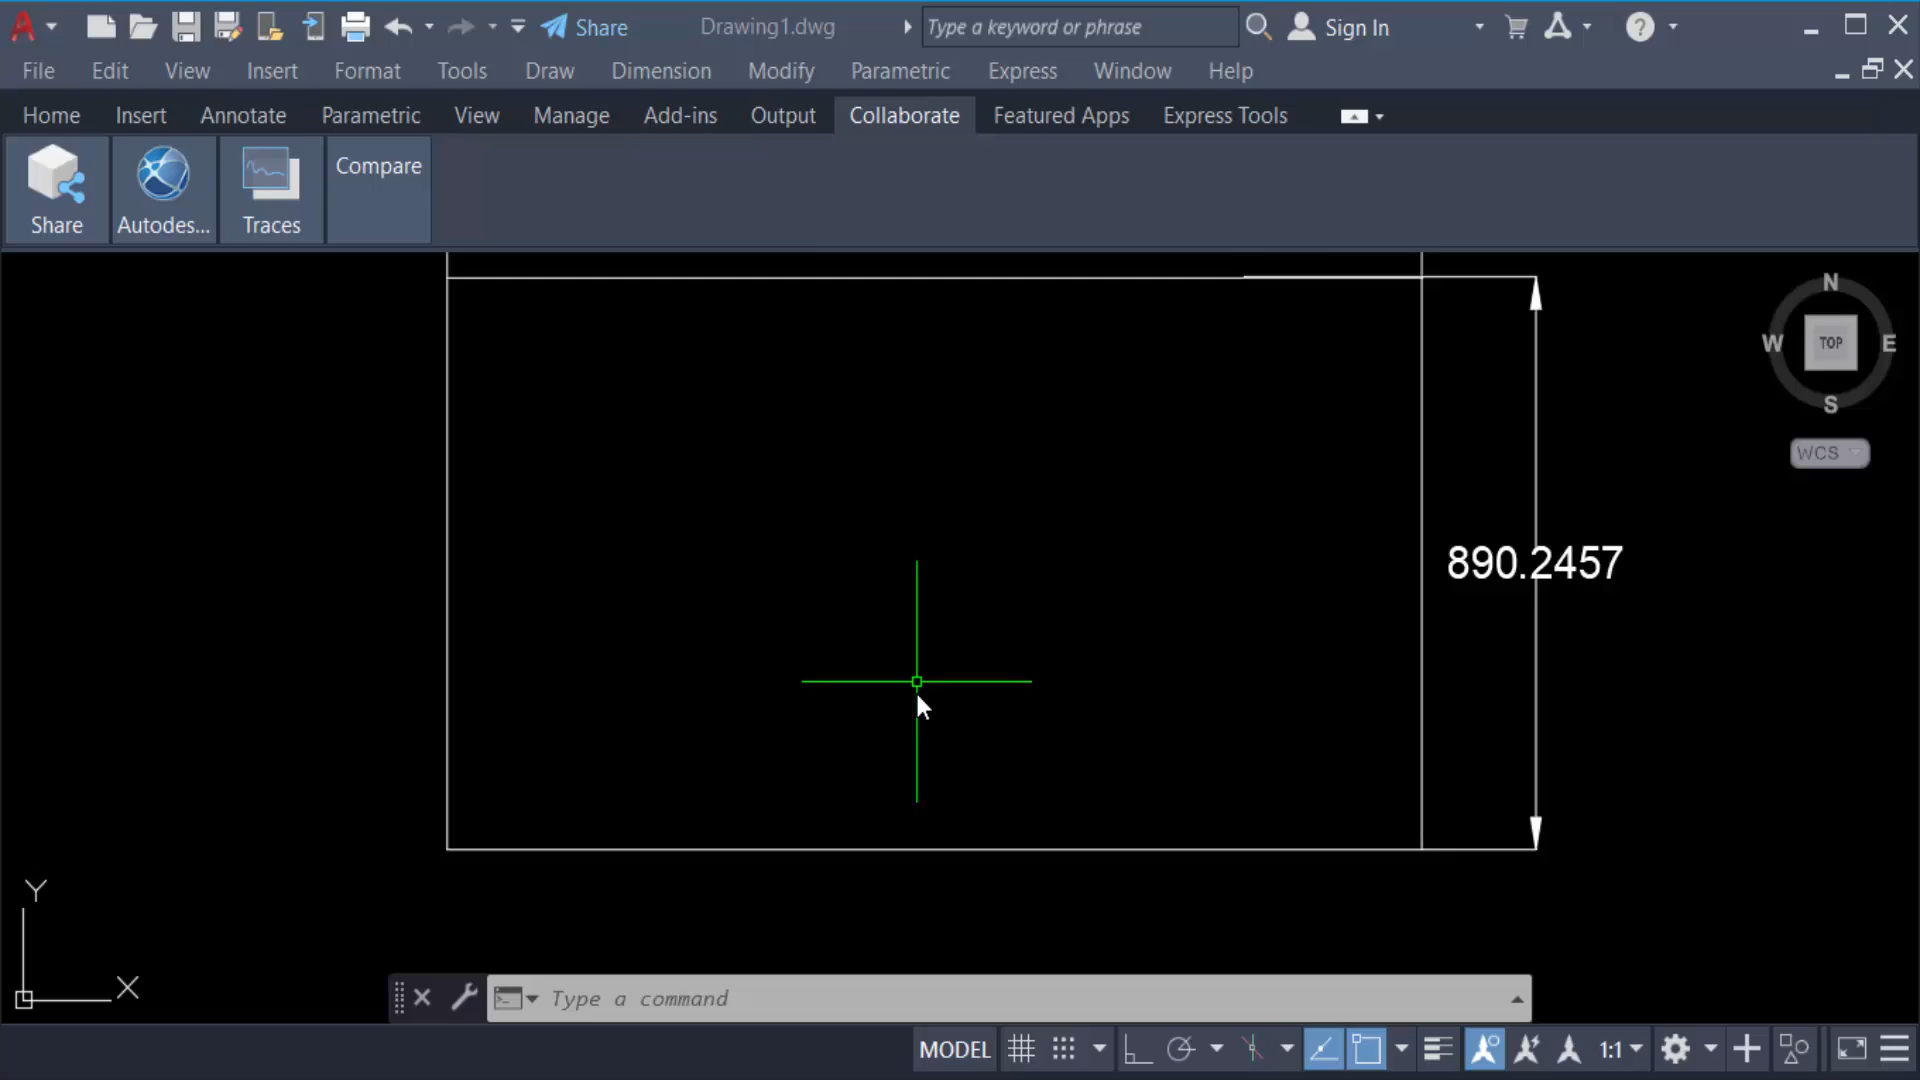 Share Drawing1.dwg Type a keyword or phrase Sign In
File Edit View Insert Format Tools Draw Dimension Modify Parametric Express Window Help
Home Insert Annotate Parametric View Manage Add-ins Output Collaborate Featured Apps Express Tools
Share Autodes... Traces Compare
N
W TOP E
S
WCS
890.2457
Y
X
Type a command
MODEL 1:1